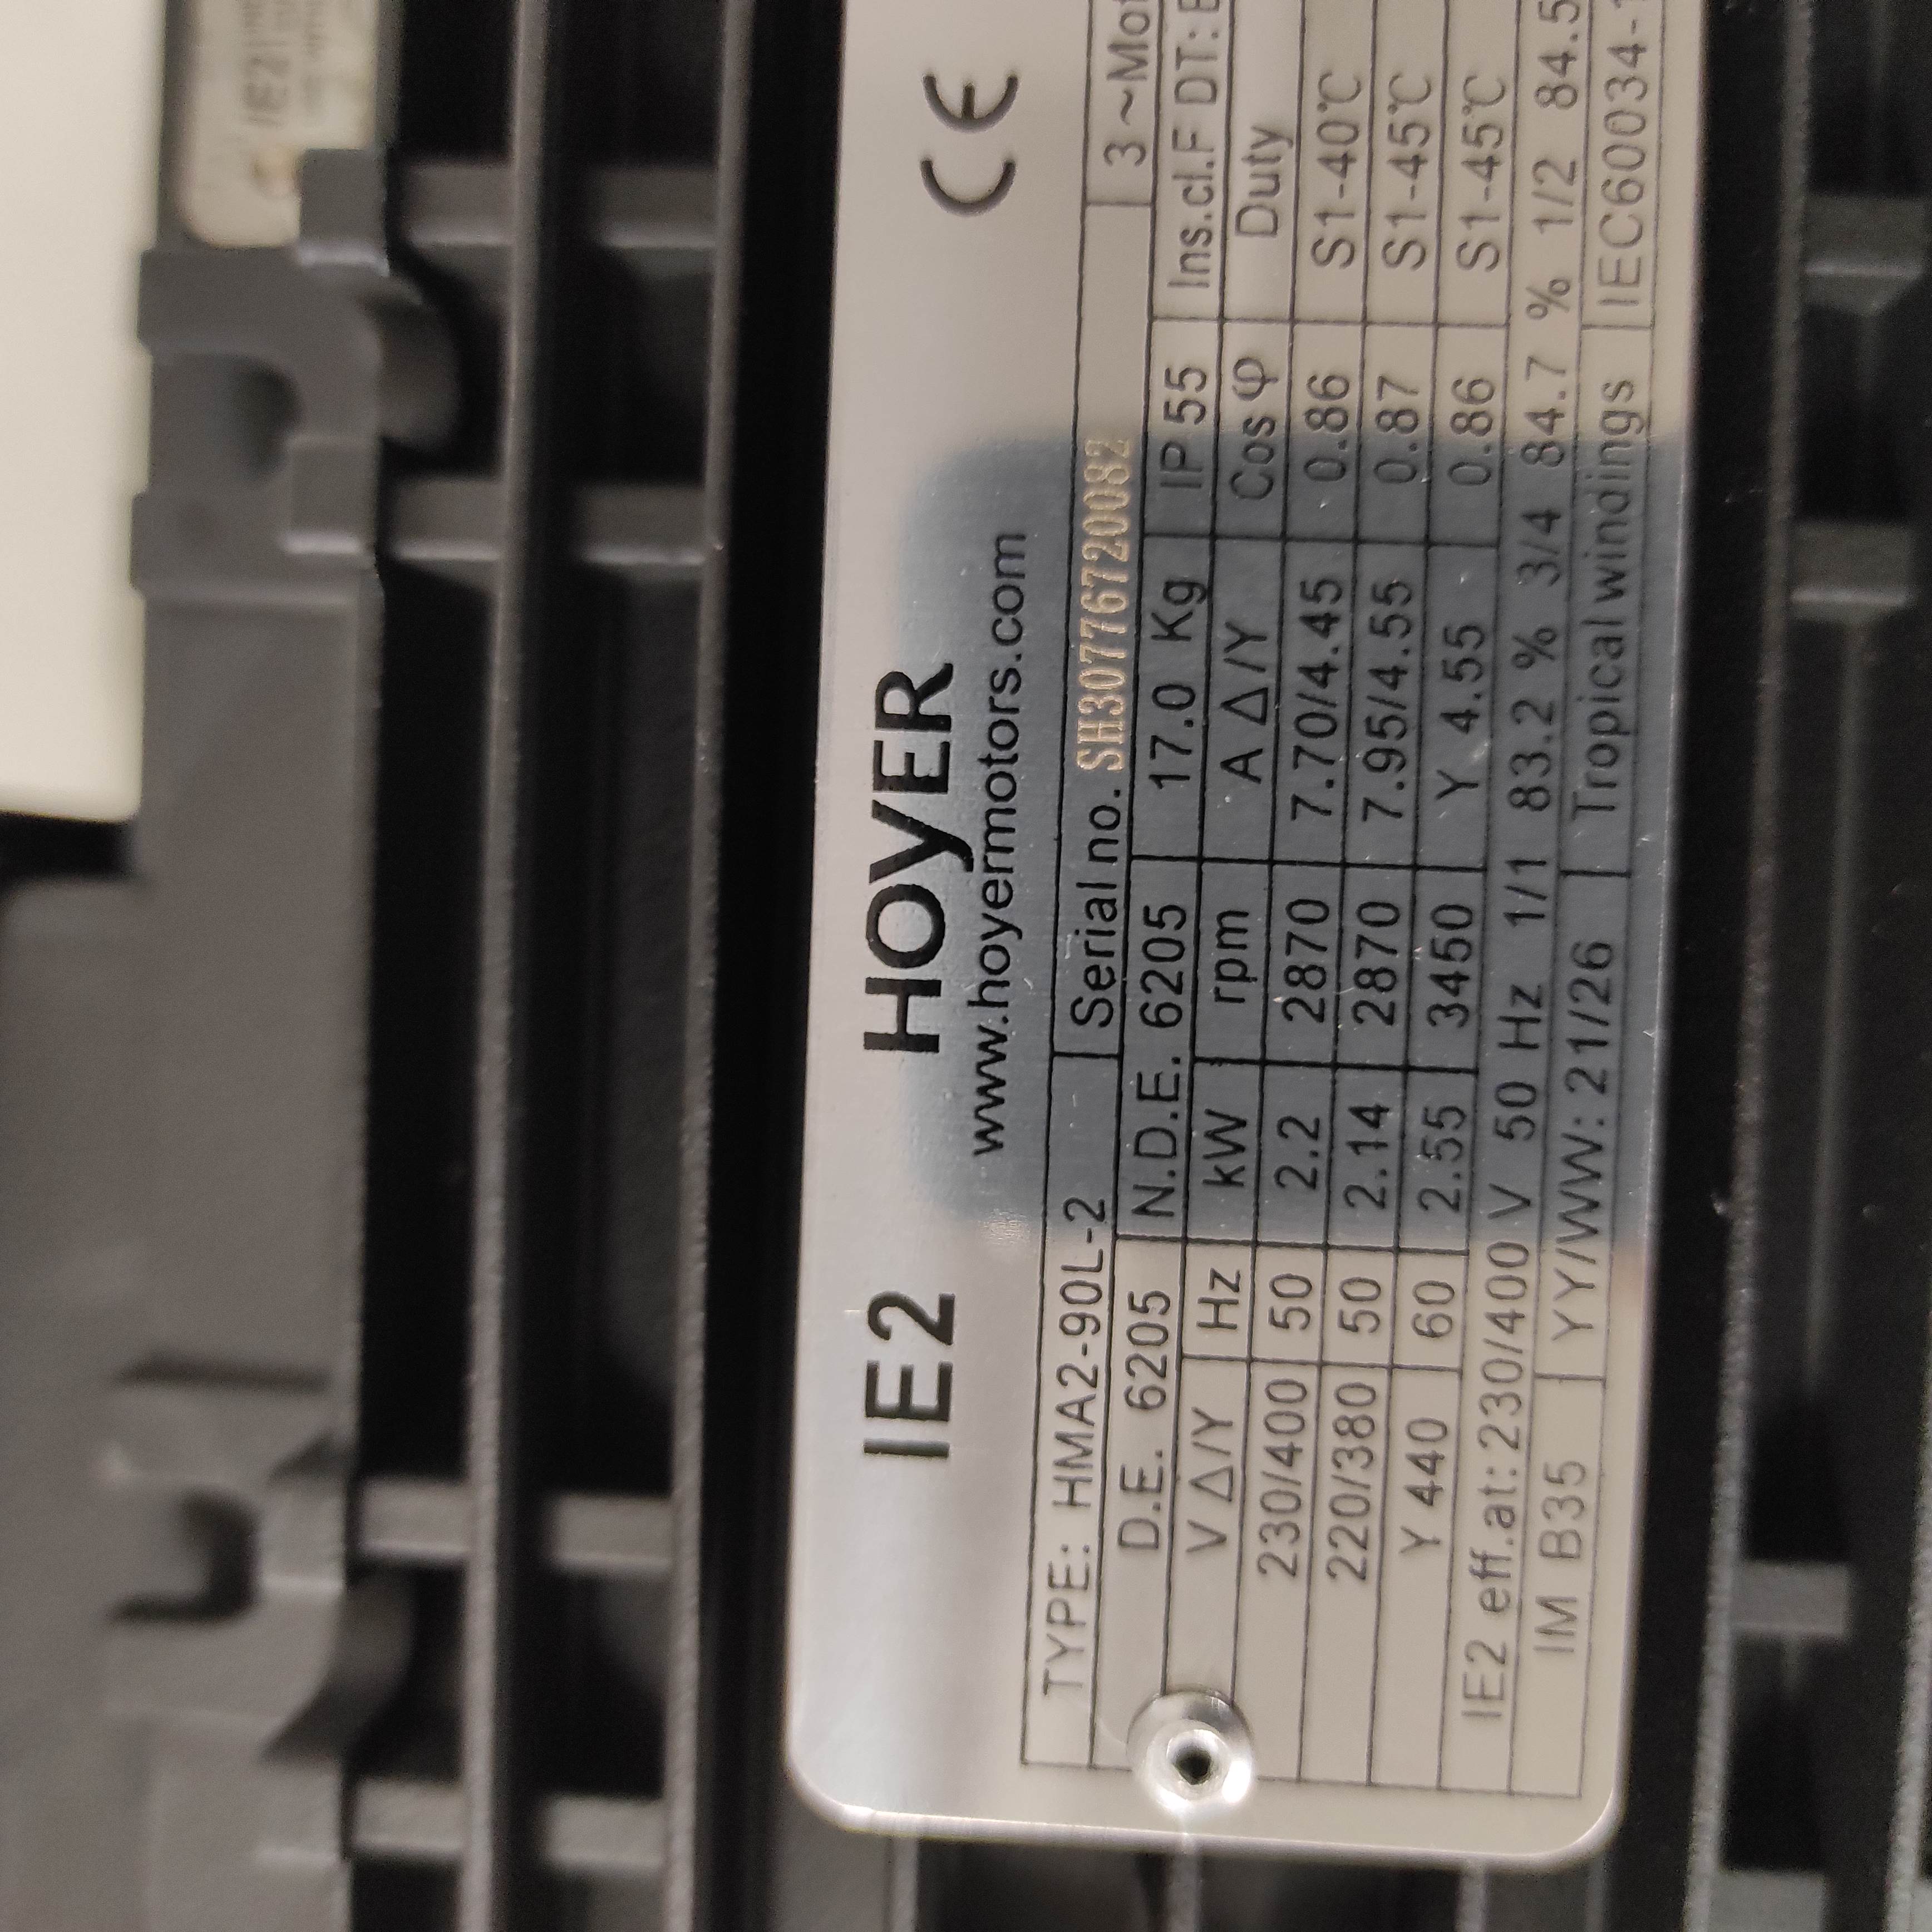 IE2 HOYER CE
www.hoyermotors.com
TYPE: HMA2-90L-2 Serial no. SH30776720082 3~Mot
D.E. 6205 N.D.E. 6205 17.0 Kg IP 55 Ins.cl.F DT:
V Δ/Y Hz kW rpm A Δ/Y Cos φ Duty
230/400 50 2.2 2870 7.70/4.45 0.86 S1-40℃
220/380 50 2.14 2870 7.95/4.55 0.87 S1-45℃
Y 440 60 2.55 3450 Y 4.55 0.86 S1-45℃
IE2 eff.at:230/400 V 50 Hz 1/1 83.2 % 3/4 84.7 % 1/2 84.5
IM B35 YY/WW: 21/26 Tropical windings IEC60034-1
IE2